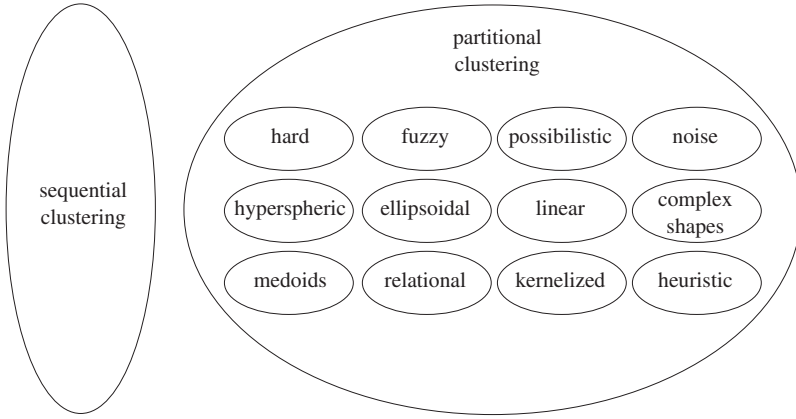 sequential
clustering
partitional
clustering
hard
fuzzy
possibilistic
noise
hyperspheric
ellipsoidal
linear
complex
shapes
medoids
relational
kernelized
heuristic